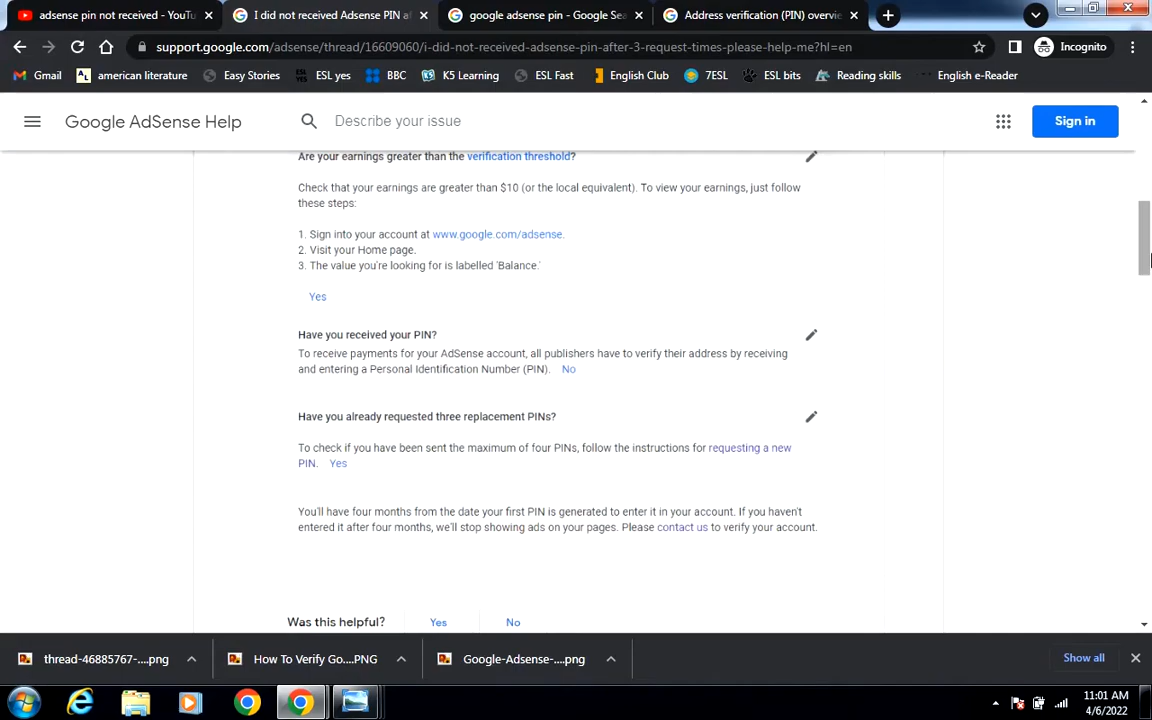 adsense pin not received - YouTu
I did not received Adsense PIN a
google adsense pin - Google Sea
Address verification (PIN) overvie
support.google.com/adsense/thread/16609060/i-did-not-received-adsense-pin-after-3-request-times-please-help-me?hl=en
Incognito
Gmail
american literature
Easy Stories
ESL yes
BBC
K5 Learning
ESL Fast
English Club
7ESL
ESL bits
Reading skills
English e-Reader
Google AdSense Help
Describe your issue
Sign in
Are your earnings greater than the verification threshold?
Check that your earnings are greater than $10 (or the local equivalent). To view your earnings, just follow
these steps:
1. Sign into your account at www.google.com/adsense.
2. Visit your Home page.
3. The value you're looking for is labelled 'Balance.'
Yes
Have you received your PIN?
To receive payments for your AdSense account, all publishers have to verify their address by receiving
and entering a Personal Identification Number (PIN). No
Have you already requested three replacement PINs?
To check if you have been sent the maximum of four PINs, follow the instructions for requesting a new
PIN. Yes
You'll have four months from the date your first PIN is generated to enter it in your account. If you haven't
entered it after four months, we'll stop showing ads on your pages. Please contact us to verify your account.
Was this helpful? Yes No
thread-46885767-....png
How To Verify Go....PNG
Google-Adsense-....png
Show all
11:01 AM
4/6/2022